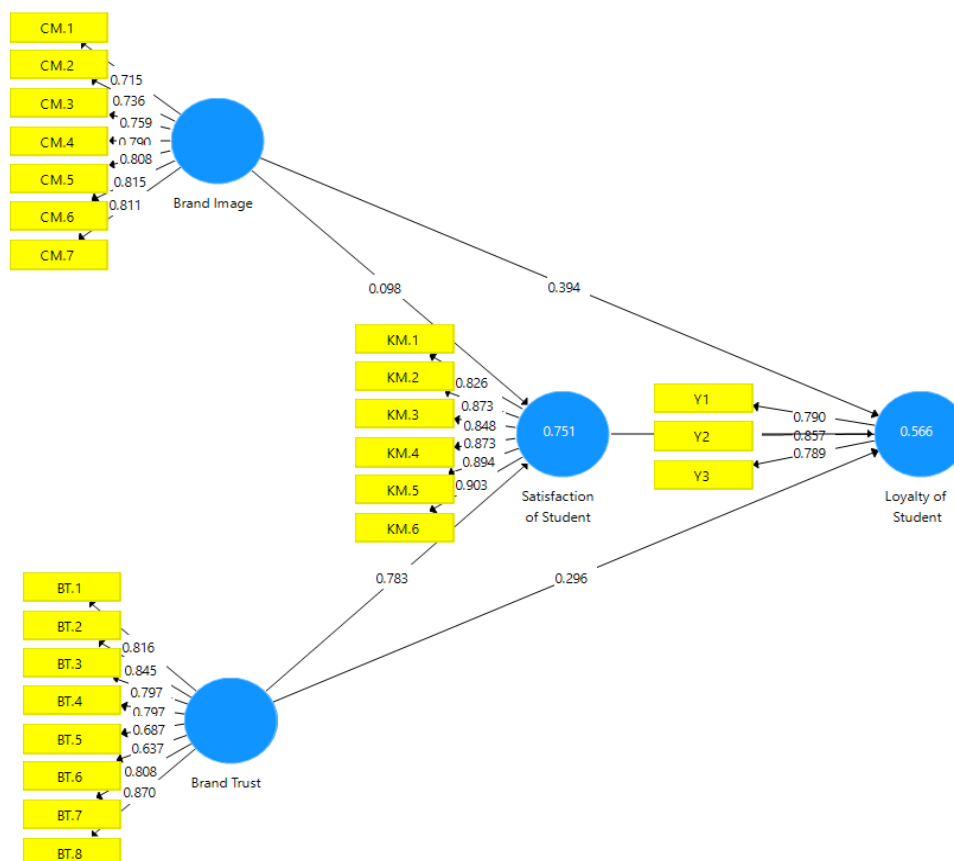 CM.1
CM.2
CM.3
CM.4
CM.5
CM.6
CM.7
0.715
0.736
0.759
0.790
0.808
0.815
0.811
Brand Image
0.098
0.394
KM.1
KM.2
KM.3
KM.4
KM.5
KM.6
0.826
0.873
0.848
0.873
0.894
0.903
0.751
Satisfaction
of Student
Y1
Y2
Y3
0.790
0.857
0.789
0.566
Loyalty of
Student
0.783
0.296
BT.1
BT.2
BT.3
BT.4
BT.5
BT.6
BT.7
BT.8
0.816
0.845
0.797
0.797
0.687
0.637
0.808
0.870
Brand Trust